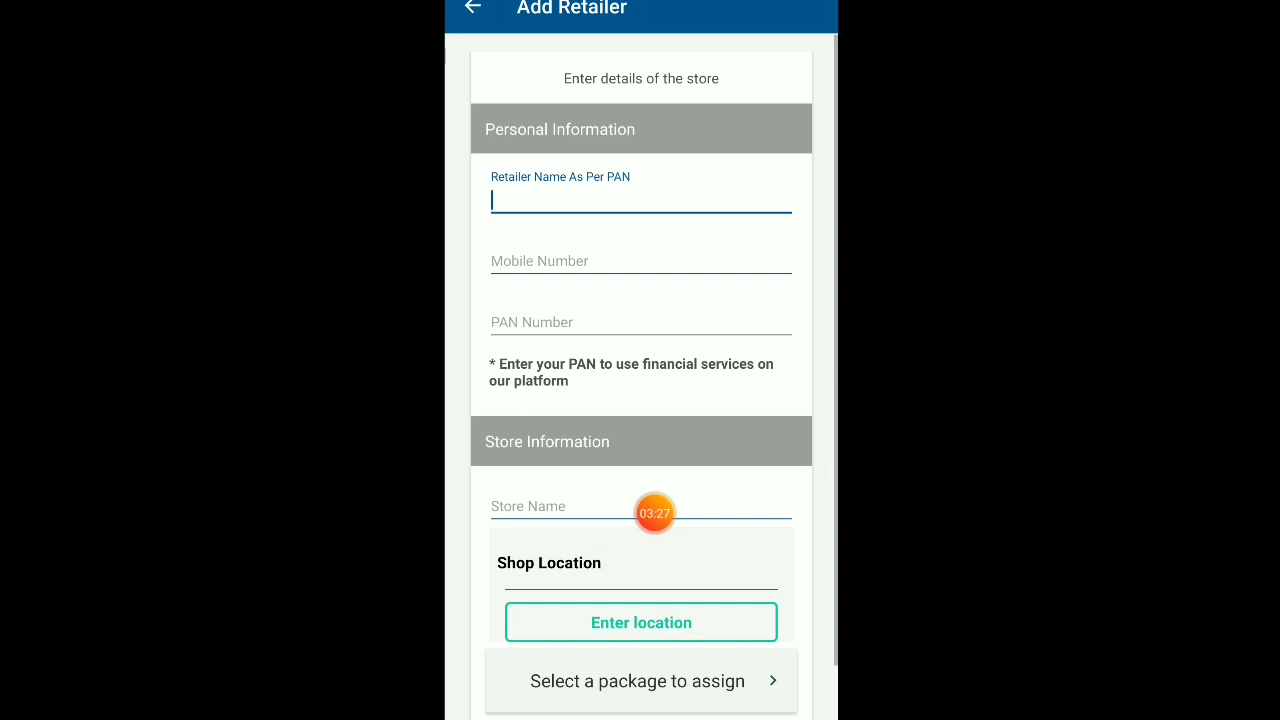 Add Retailer
Enter details of the store
Personal Information
Retailer Name As Per PAN
Mobile Number
PAN Number
* Enter your PAN to use financial services on
our platform
Store Information
Store Name
03:27
Shop Location
Enter location
Select a package to assign